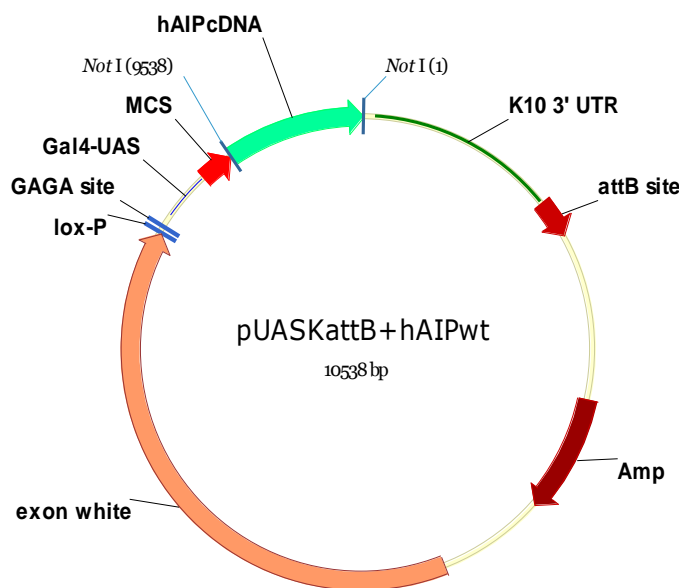 hAIPcDNA
Not I (9538)
Not I (1)
MCS
K10 3' UTR
Gal4-UAS
GAGA site
attB site
lox-P
pUASKattB+hAIPwt
10538 bp
Amp
exon white